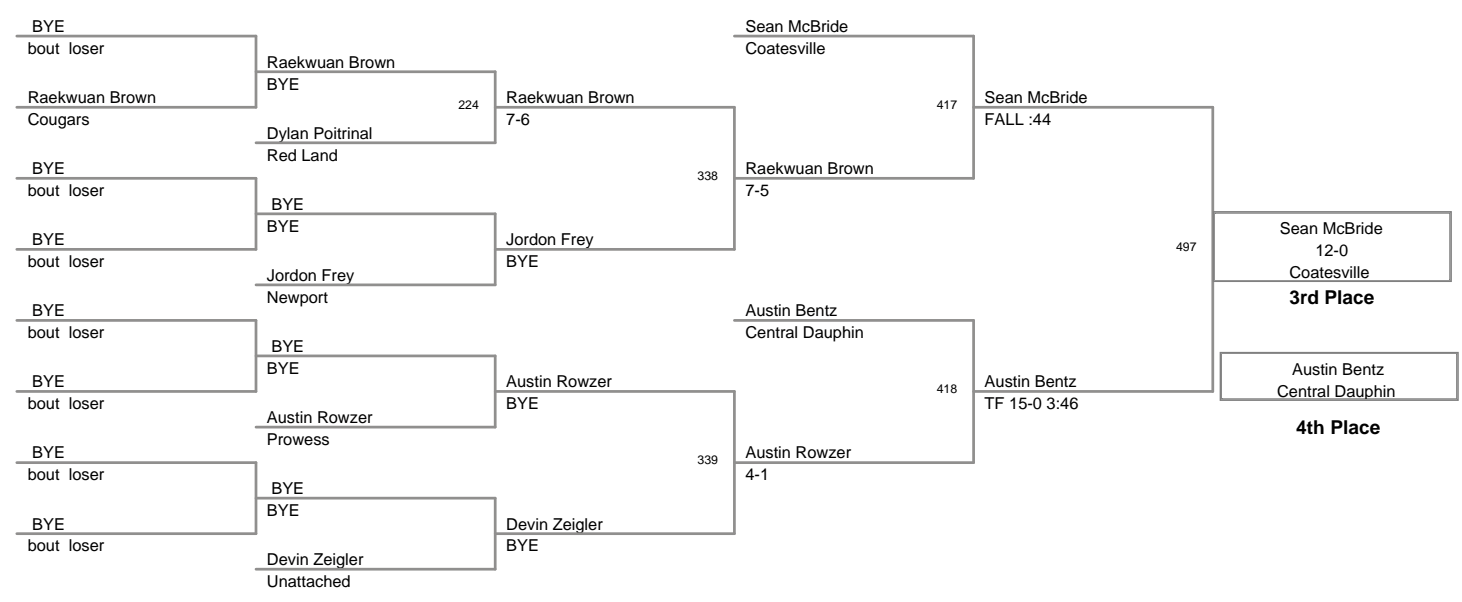 BYE
bout loser
Raekwuan Brown
Cougars
BYE
bout loser
BYE
bout loser
BYE
bout loser
BYE
bout loser
BYE
bout loser
BYE
bout loser
Raekwuan Brown
BYE
Dylan Poitrinal
Red Land
BYE
BYE
Jordon Frey
Newport
BYE
BYE
Austin Rowzer
Prowess
BYE
BYE
Devin Zeigler
Unattached
224
Raekwuan Brown
7-6
Jordon Frey
BYE
Austin Rowzer
BYE
Devin Zeigler
BYE
338
339
Sean McBride
Coatesville
Raekwuan Brown
7-5
Austin Bentz
Central Dauphin
Austin Rowzer
4-1
417
418
Sean McBride
FALL :44
Austin Bentz
TF 15-0 3:46
497
Sean McBride
12-0
Coatesville
3rd Place
Austin Bentz
Central Dauphin
4th Place